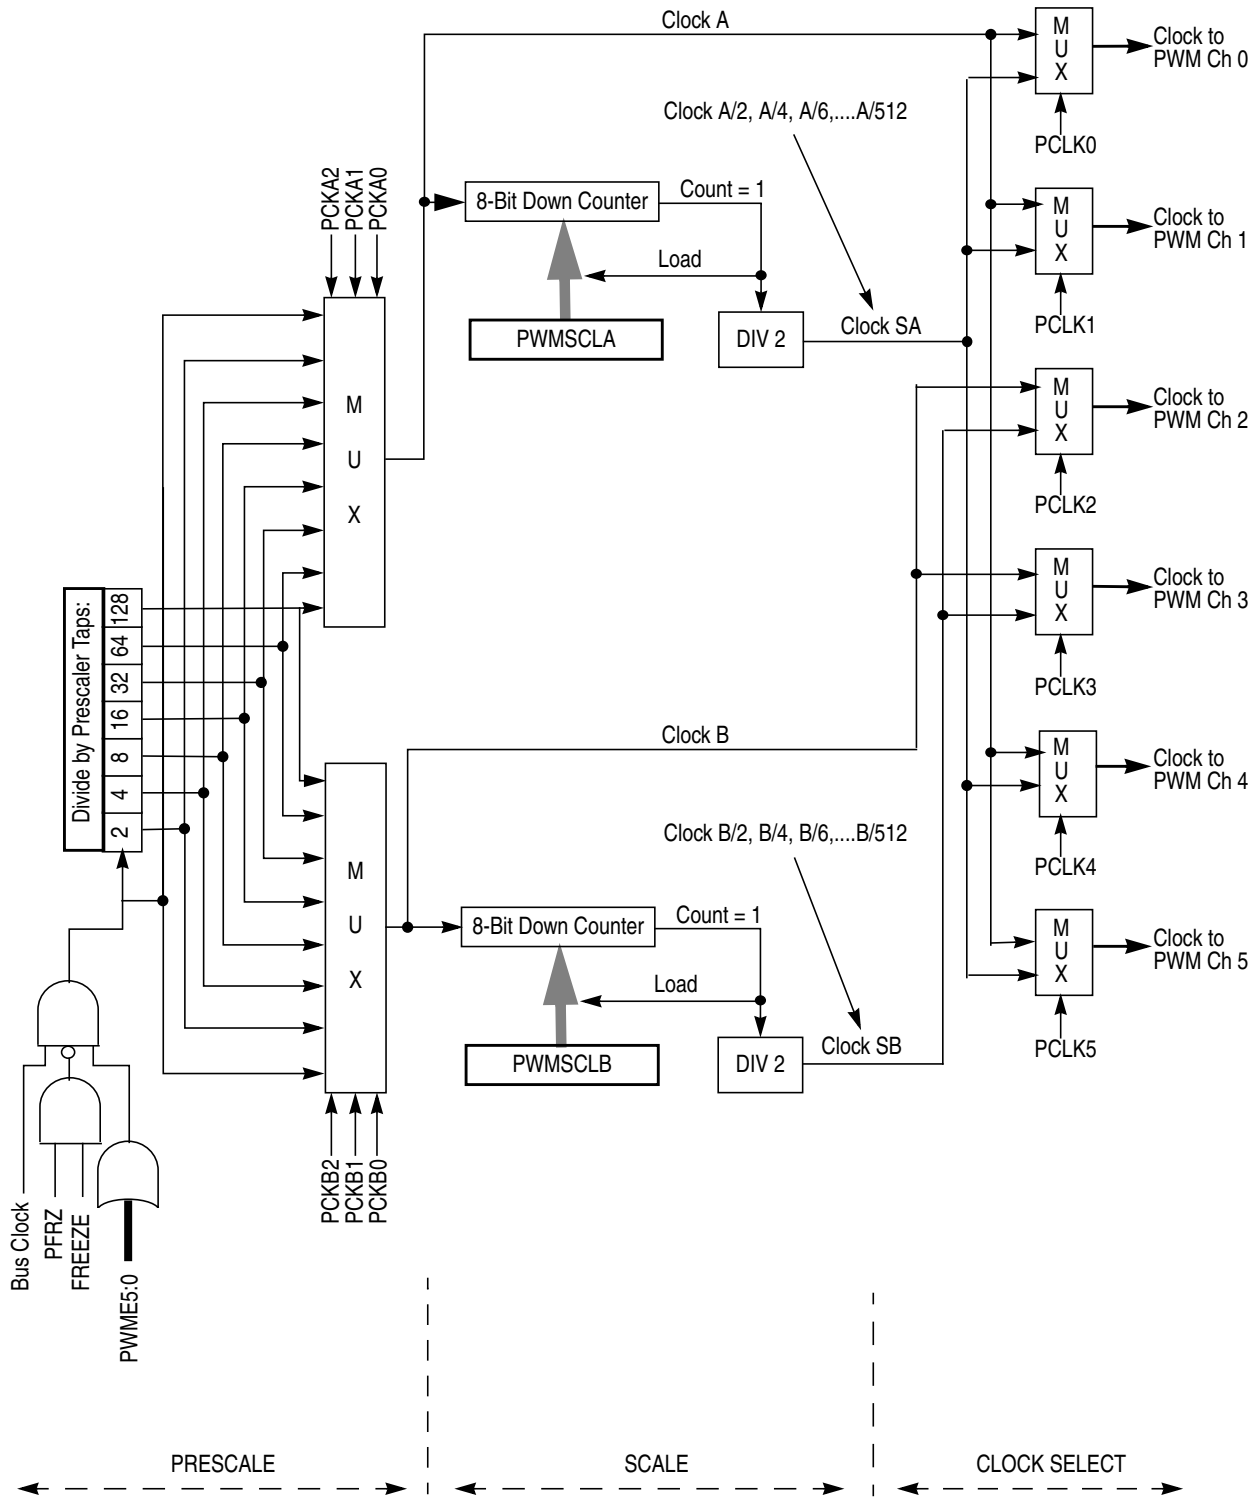 Clock A
M
U
X
Clock to
PWM Ch 0
PCLK0
Clock A/2, A/4, A/6,....A/512
PCKA2
PCKA1
PCKA0
8-Bit Down Counter
Count = 1
Load
PWMSCLA
DIV 2
Clock SA
M
U
X
Clock to
PWM Ch 1
PCLK1
M
U
X
M
U
X
Clock to
PWM Ch 2
PCLK2
M
U
X
Clock to
PWM Ch 3
PCLK3
Divide by Prescaler Taps:
128
64
32
16
8
4
2
Clock B
M
U
X
Clock to
PWM Ch 4
PCLK4
Clock B/2, B/4, B/6,....B/512
M
U
X
8-Bit Down Counter
Count = 1
Load
PWMSCLB
DIV 2
Clock SB
M
U
X
Clock to
PWM Ch 5
PCLK5
PCKB2
PCKB1
PCKB0
Bus Clock
PFRZ
FREEZE
PWME5:0
PRESCALE
SCALE
CLOCK SELECT